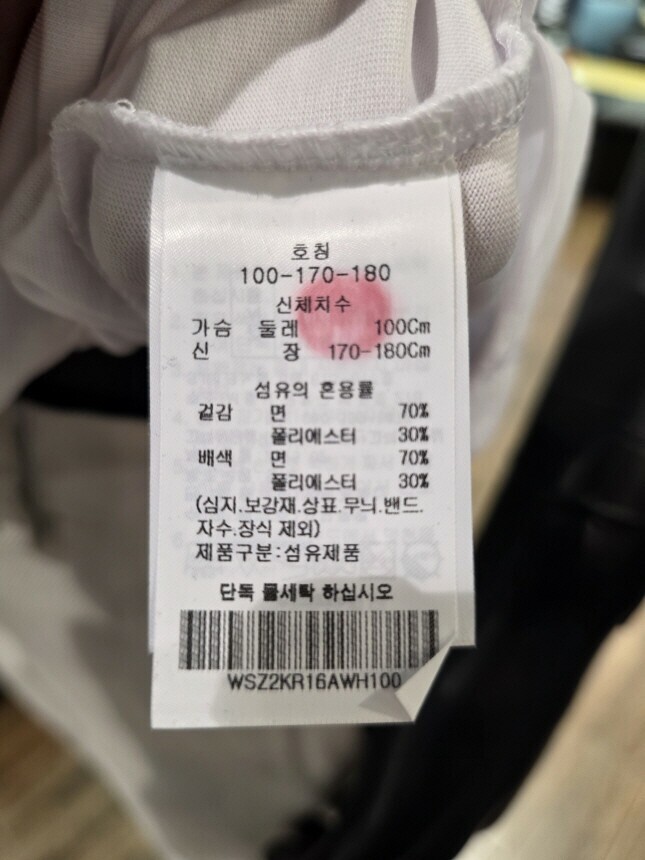 호칭
100-170-180
신체치수
가슴 둘레 100Cm
신 장 170-180Cm
섬유의 혼용률
겉감 면 70%
폴리에스터 30%
배색 면 70%
폴리에스터 30%
(심지.보강재.상표.무늬.밴드.
자수.장식 제외)
제품구분:섬유제품
단독 물세탁 하십시오
WSZ2KR16AWH100